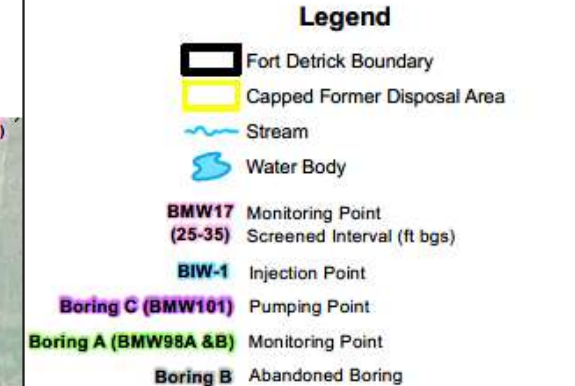 Legend
Fort Detrick Boundary
Capped Former Disposal Area
)
Stream
Water Body
BMW17 Monitoring Point
(25-35) Screened Interval (ft bgs)
BIW-1 Injection Point
Boring C (BMW101) Pumping Point
Boring A (BMW98A &B) Monitoring Point
Boring B Abandoned Boring